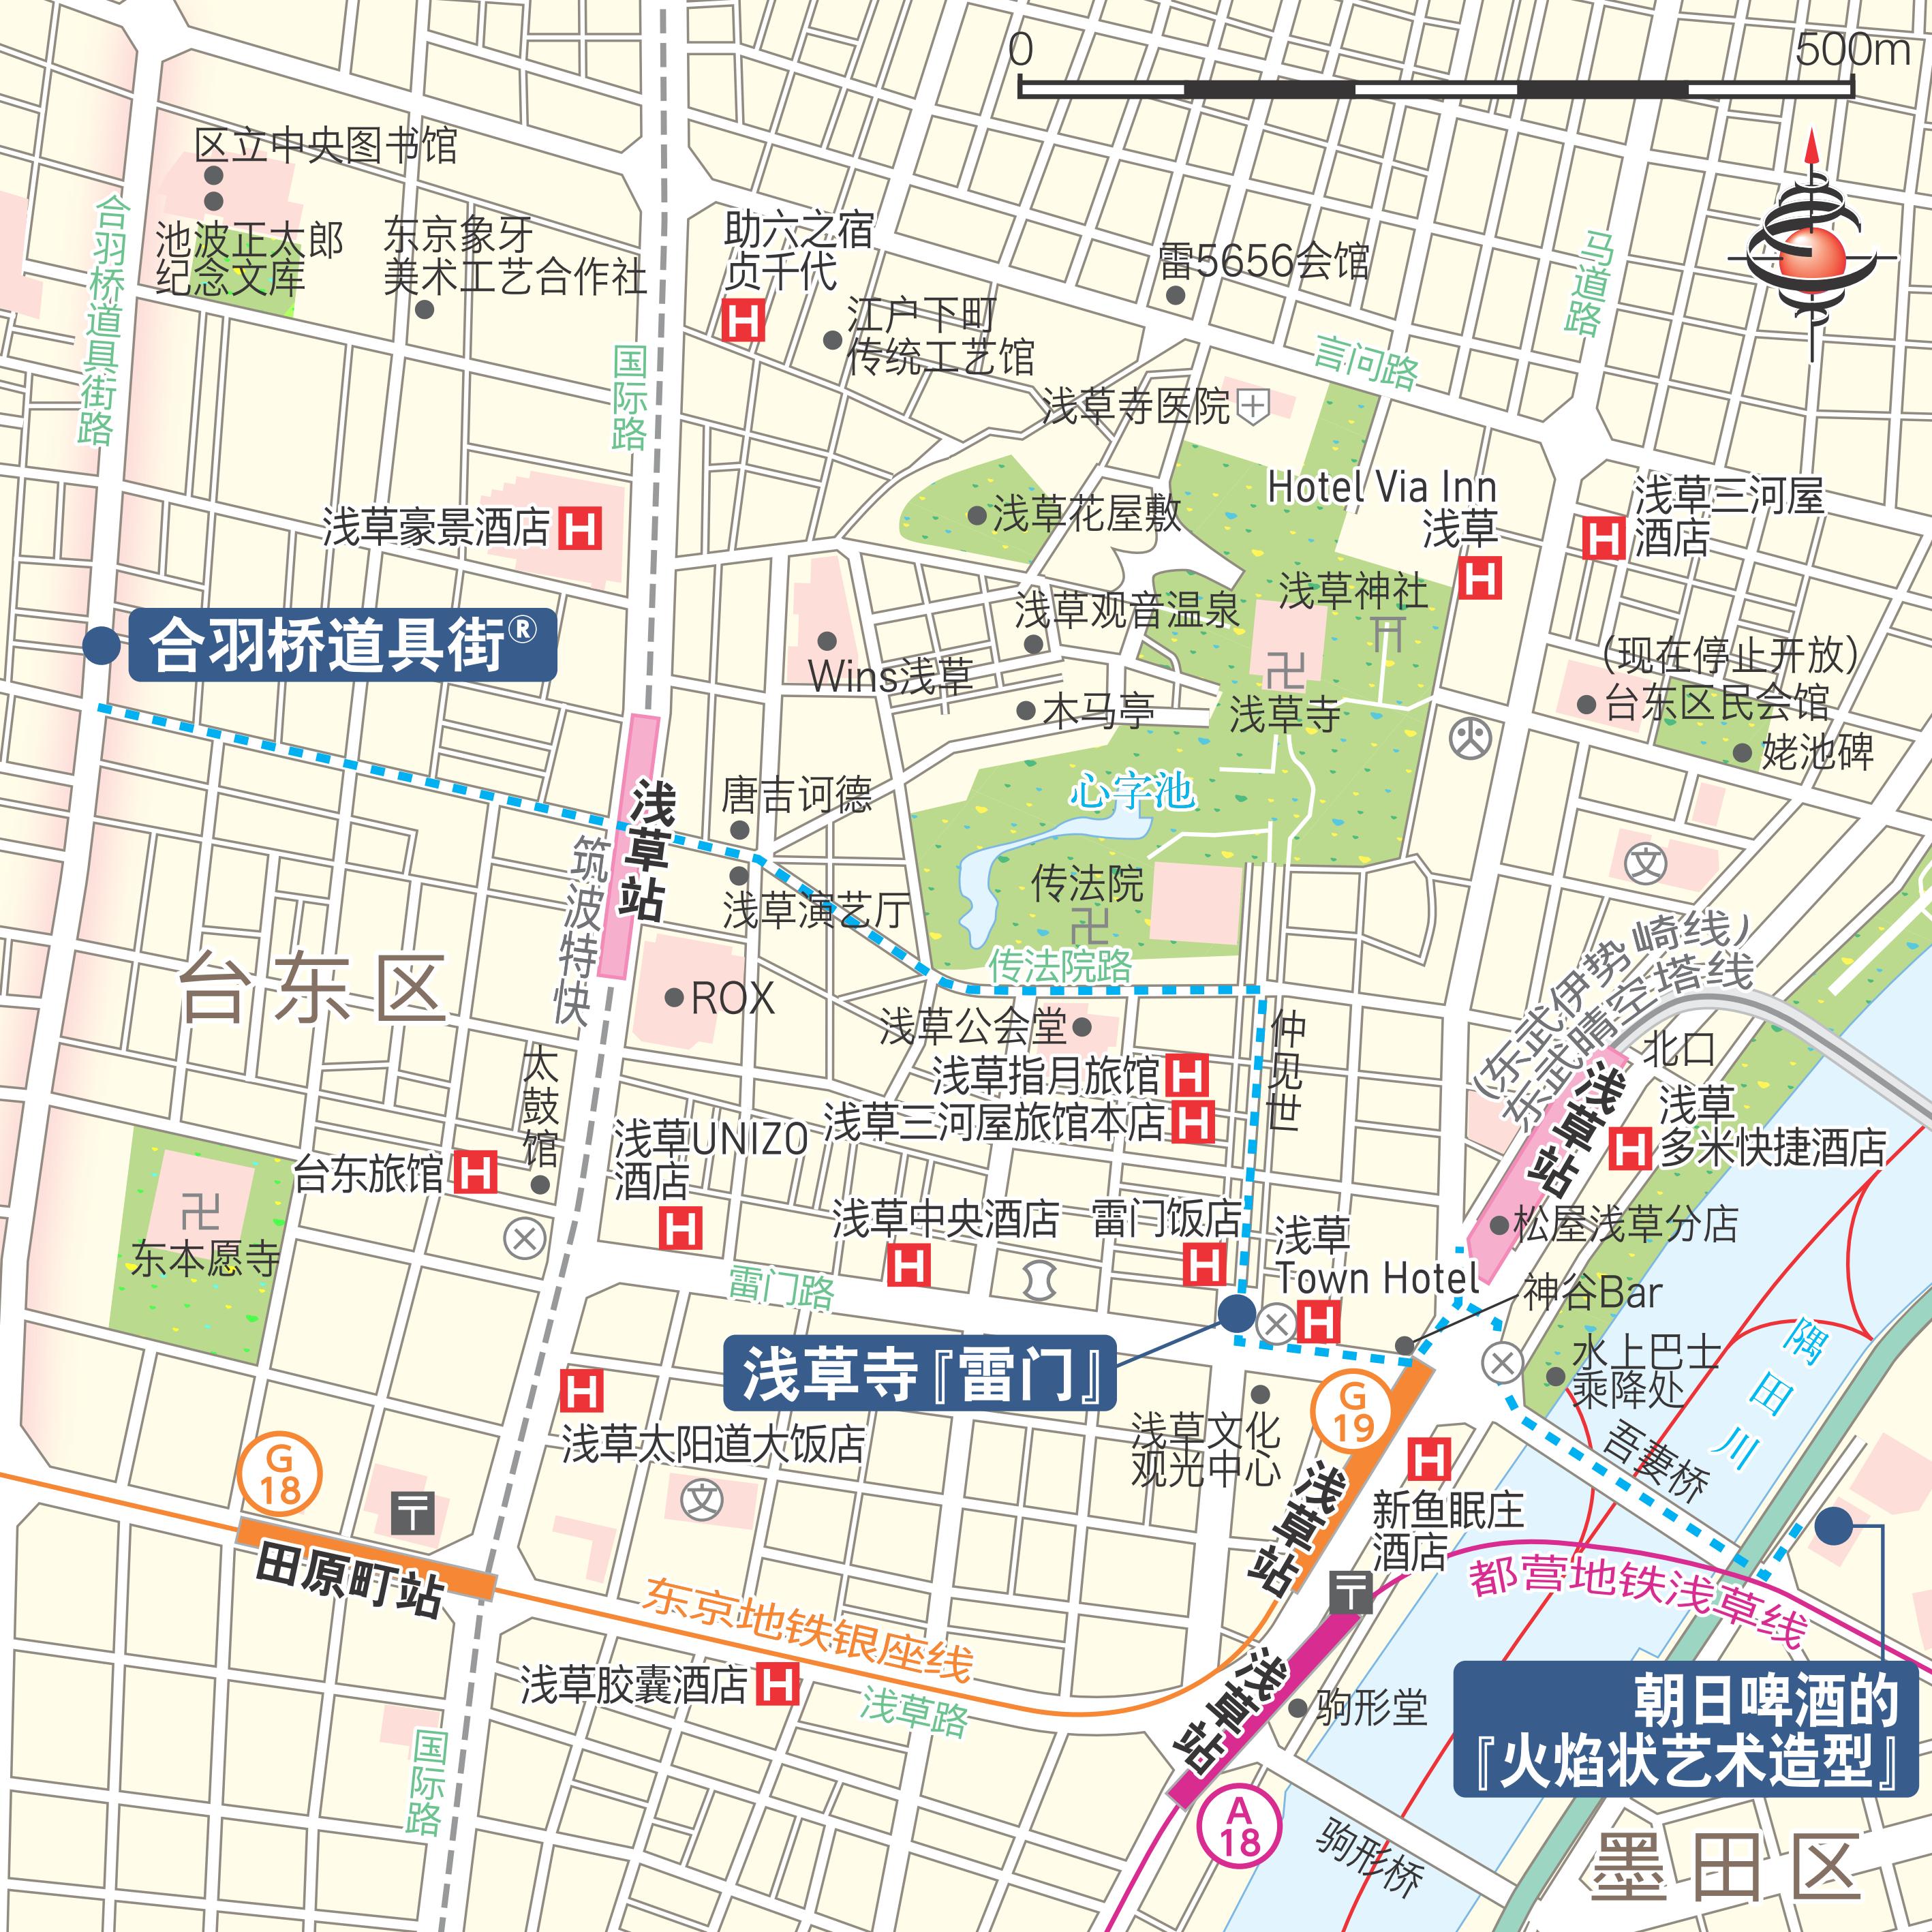 0
500m
区立中央图书馆
池波正太郎
纪念文库
东京象牙
美术工艺合作社
合羽桥道具街路
国际路
助六之宿
贞千代
江户下町
传统工艺馆
雷5656会馆
马道路
言问路
浅草寺医院
浅草花屋敷
浅草豪景酒店
H
H
Hotel Via Inn
浅草
H
浅草三河屋
酒店
H
浅草神社
浅草观音温泉
合羽桥道具街®
Wins浅草
木马亭
卍
浅草寺
(现在停止开放)
台东区民会馆
姥池碑
心字池
唐吉诃德
浅草站
筑波特快
浅草演艺厅
传法院
卍
传法院路
文
台东区
ROX
浅草公会堂
仲见世
(东武伊势崎线)
东武晴空塔线
北口
浅草站
浅草指月旅馆
H
浅草三河屋旅馆本店
H
浅草
多米快捷酒店
H
太鼓馆
台东旅馆
H
浅草UNIZO
酒店
H
浅草中央酒店
H
雷门饭店
H
浅草
Town Hotel
H
松屋浅草分店
神谷Bar
卍
东本愿寺
雷门路
浅草寺『雷门』
水上巴士
乘降处
隅田川
吾妻桥
H
浅草太阳道大饭店
浅草文化
观光中心
G
19
浅草站
H
新鱼眠庄
酒店
G
18
〒
田原町站
文
东京地铁银座线
〒
都营地铁浅草线
浅草胶囊酒店
H
浅草路
国际路
浅草站
驹形堂
A
18
驹形桥
朝日啤酒的
『火焰状艺术造型』
墨田区